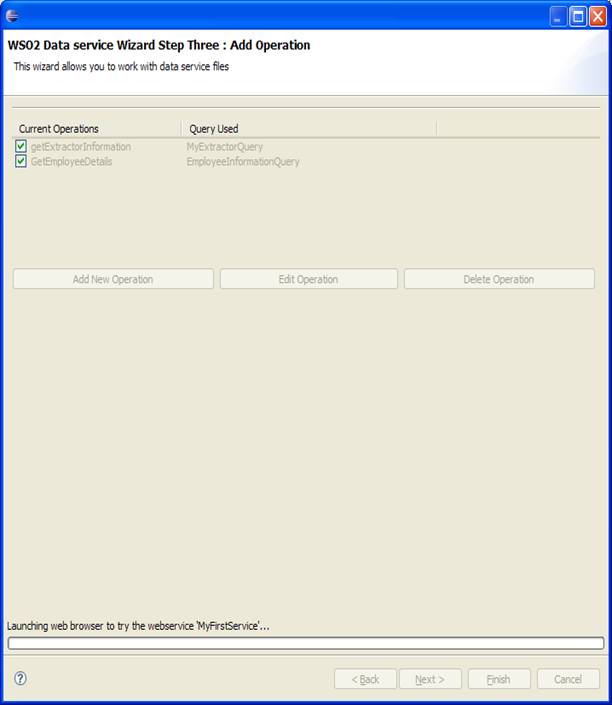 WSO2 Data service Wizard Step Three : Add Operation
This wizard allows you to work with data service files
Current Operations Query Used
getExtractorInformation MyExtractorQuery
GetEmployeeDetails EmployeeInformationQuery
Add New Operation Edit Operation Delete Operation
Launching web browser to try the webservice 'MyFirstService'...
? < Back Next > Finish Cancel